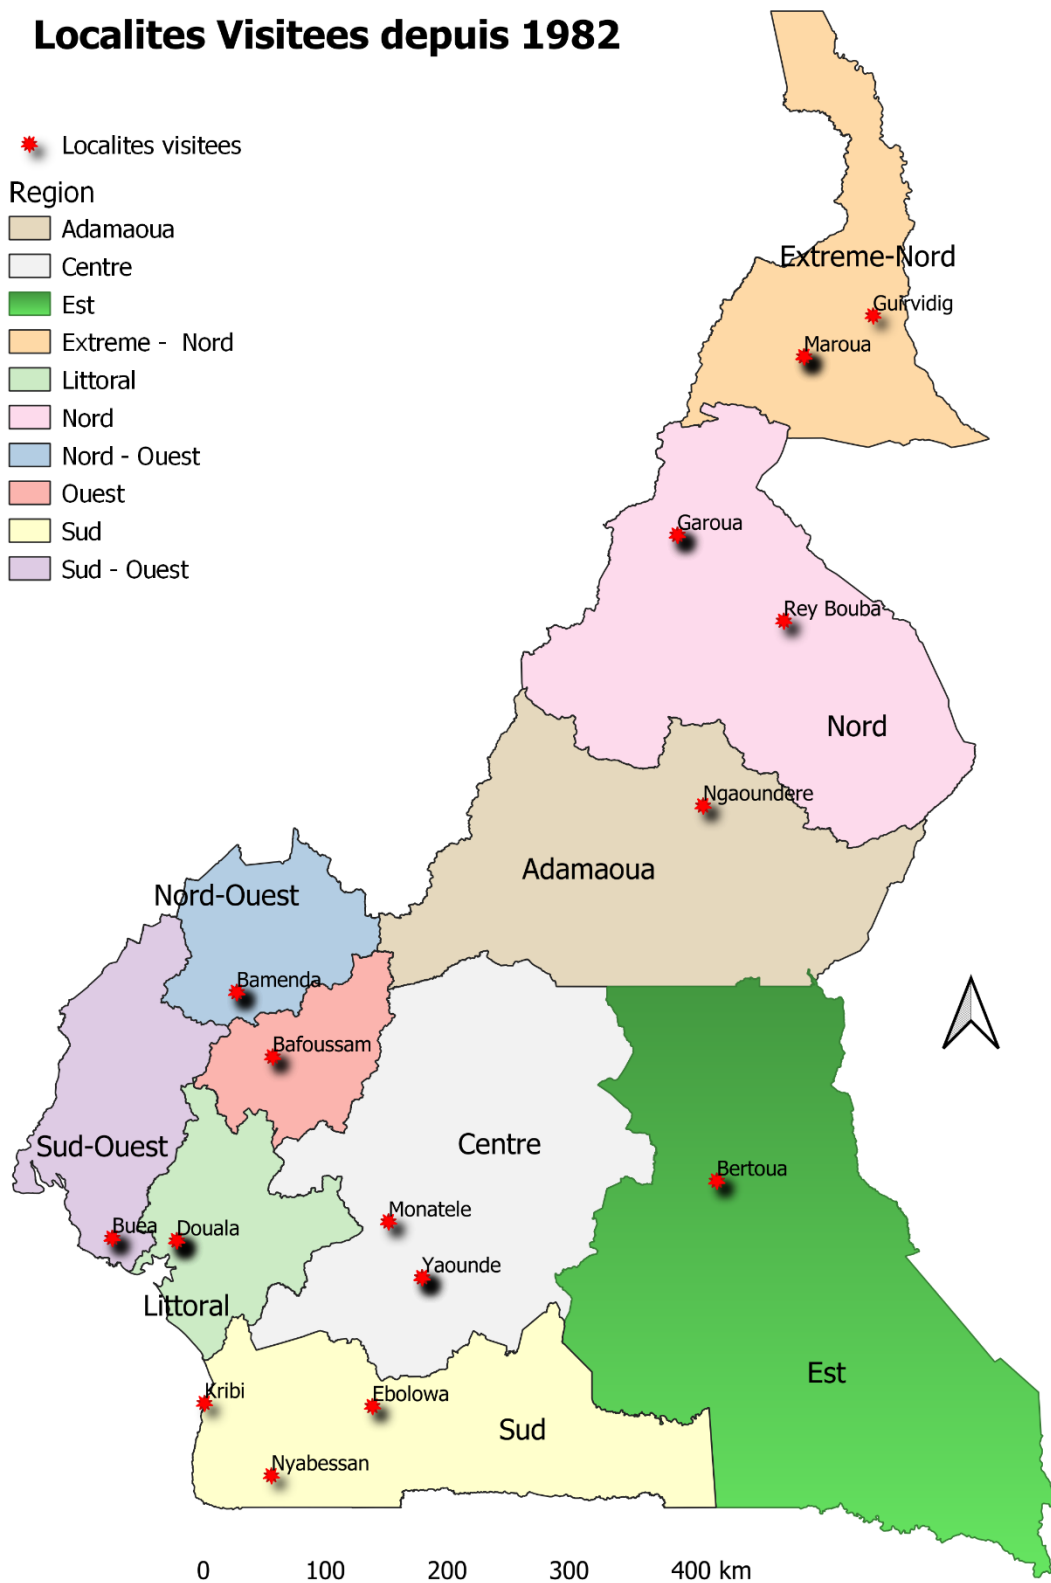 Localites Visitees depuis 1982
Localites visitees
Region
Adamaoua
Centre
Est
Extreme -  Nord
Littoral
Nord
Nord - Ouest
Ouest
Sud
Sud - Ouest
Extreme-Nord
Guirvidig
Maroua
Garoua
Rey Bouba
Nord
Ngaoundere
Adamaoua
Nord-Ouest
Bamenda
Bafoussam
Sud-Ouest
Centre
Bertoua
Monatele
Buea
Douala
Yaounde
Littoral
Est
Kribi
Ebolowa
Sud
Nyabessan
0 100 200 300 400 km